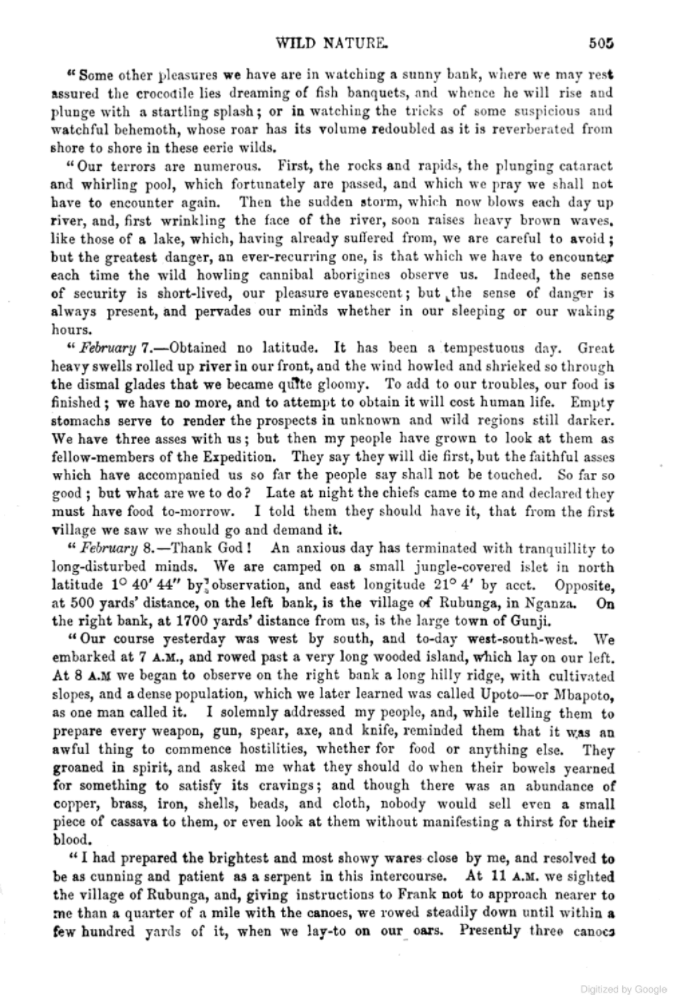 WILD NATURE. 505
“Some other pleasures we have are in watching a sunny bank, where we may rest
assured the crocodile lies dreaming of fish banquets, and whence he will rise and
plunge with a startling splash; or in watching the tricks of some suspicious and
watchful behemoth, whose roar has its volume redoubled as it is reverberated from
shore to shore in these eerie wilds.
“Our terrors are numerous. First, the rocks and rapids, the plunging cataract
and whirling pool, which fortunately are passed, and which we pray we shall not
have to encounter again. Then the sudden storm, which now blows each day up
river, and, first wrinkling the face of the river, soon raises heavy brown waves,
like those of a lake, which, having already suffered from, we are careful to avoid;
but the greatest danger, an ever-recurring one, is that which we have to encounter
each time the wild howling cannibal aborigines observe us. Indeed, the sense
of security is short-lived, our pleasure evanescent; but the sense of danger is
always present, and pervades our minds whether in our sleeping or our waking
hours.
“February 7.—Obtained no latitude. It has been a tempestuous day. Great
heavy swells rolled up river in our front, and the wind howled and shrieked so through
the dismal glades that we became quite gloomy. To add to our troubles, our food is
finished; we have no more, and to attempt to obtain it will cost human life. Empty
stomachs serve to render the prospects in unknown and wild regions still darker.
We have three asses with us; but then my people have grown to look at them as
fellow-members of the Expedition. They say they will die first, but the faithful asses
which have accompanied us so far the people say shall not be touched. So far so
good; but what are we to do? Late at night the chiefs came to me and declared they
must have food to-morrow. I told them they should have it, that from the first
village we saw we should go and demand it.
“February 8.—Thank God! An anxious day has terminated with tranquillity to
long-disturbed minds. We are camped on a small jungle-covered islet in north
latitude 1° 40′ 44″ by observation, and east longitude 21° 4′ by acct. Opposite,
at 500 yards' distance, on the left bank, is the village of Rubunga, in Nganza. On
the right bank, at 1700 yards' distance from us, is the large town of Gunji.
“Our course yesterday was west by south, and to-day west-south-west. We
embarked at 7 A.M., and rowed past a very long wooded island, which lay on our left.
At 8 A.M we began to observe on the right bank a long hilly ridge, with cultivated
slopes, and a dense population, which we later learned was called Upoto—or Mbapoto,
as one man called it. I solemnly addressed my people, and, while telling them to
prepare every weapon, gun, spear, axe, and knife, reminded them that it was an
awful thing to commence hostilities, whether for food or anything else. They
groaned in spirit, and asked me what they should do when their bowels yearned
for something to satisfy its cravings; and though there was an abundance of
copper, brass, iron, shells, beads, and cloth, nobody would sell even a small
piece of cassava to them, or even look at them without manifesting a thirst for their
blood.
“I had prepared the brightest and most showy wares close by me, and resolved to
be as cunning and patient as a serpent in this intercourse. At 11 A.M. we sighted
the village of Rubunga, and, giving instructions to Frank not to approach nearer to
me than a quarter of a mile with the canoes, we rowed steadily down until within a
few hundred yards of it, when we lay-to on our oars. Presently three canoes
Digitized by Google